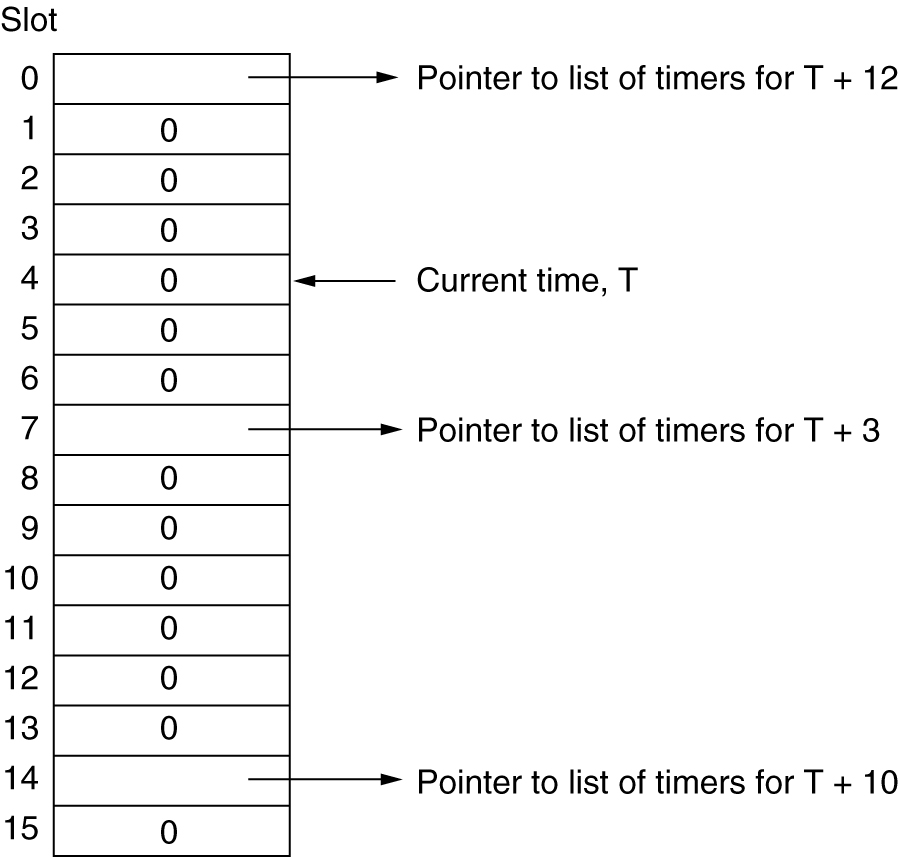 Slot
0 Pointer to list of timers for T + 12
1 0
2 0
3 0
4 0 Current time, T
5 0
6 0
7 Pointer to list of timers for T + 3
8 0
9 0
10 0
11 0
12 0
13 0
14 Pointer to list of timers for T + 10
15 0